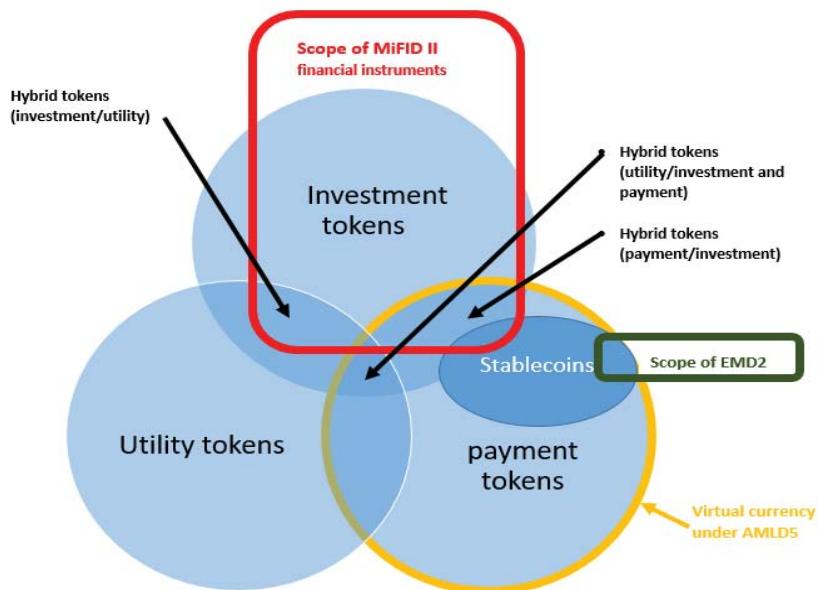 Scope of MiFID II
financial instruments
Hybrid tokens
(investment/utility)
Hybrid tokens
(utility/investment and
payment)
Investment
tokens
Hybrid tokens
(payment/investment)
Stablecoins
Scope of EMD2
Utility tokens
payment
tokens
Virtual currency
under AMLD5